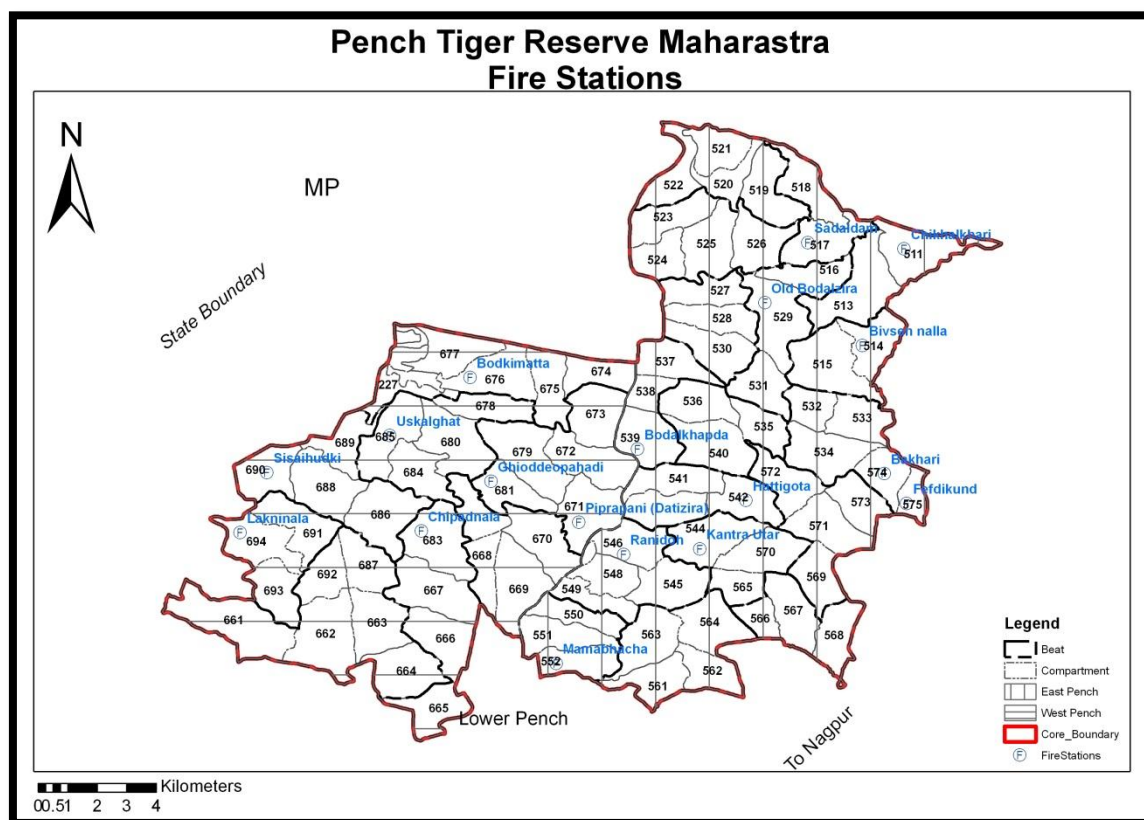 Pench Tiger Reserve Maharastra
Fire Stations
N
MP
State Boundary
521
522
520
519
518
523
Sadaldam
Chikhalkhari
525
526
517
511
524
516
527
Old Bodalzira
513
528
529
Bivsen nalla
514
530
515
677
537
Bodkimatta
674
676
675
227
538
531
678
536
532
673
533
Uskalghat
535
685
689
680
539
Bodalkhapda
679
672
540
534
Sisaihudki
690
684
Ghioddeopahadi
572
574
Bakhari
688
681
541
Hattigota
542
573
Fefdikund
575
671
Piprapani (Datizira)
Lakninala
686
Chipadnala
544
571
694
691
683
670
546
Ranidoh
Kantra Utar
570
668
692
687
548
569
693
667
669
549
545
565
567
661
662
663
666
550
551
563
564
566
568
Mamabhacha
552
664
562
561
665
Lower Pench
To Nagpur
Legend
Beat
Compartment
East Pench
West Pench
Core_Boundary
F FireStations
Kilometers
00.51 2 3 4